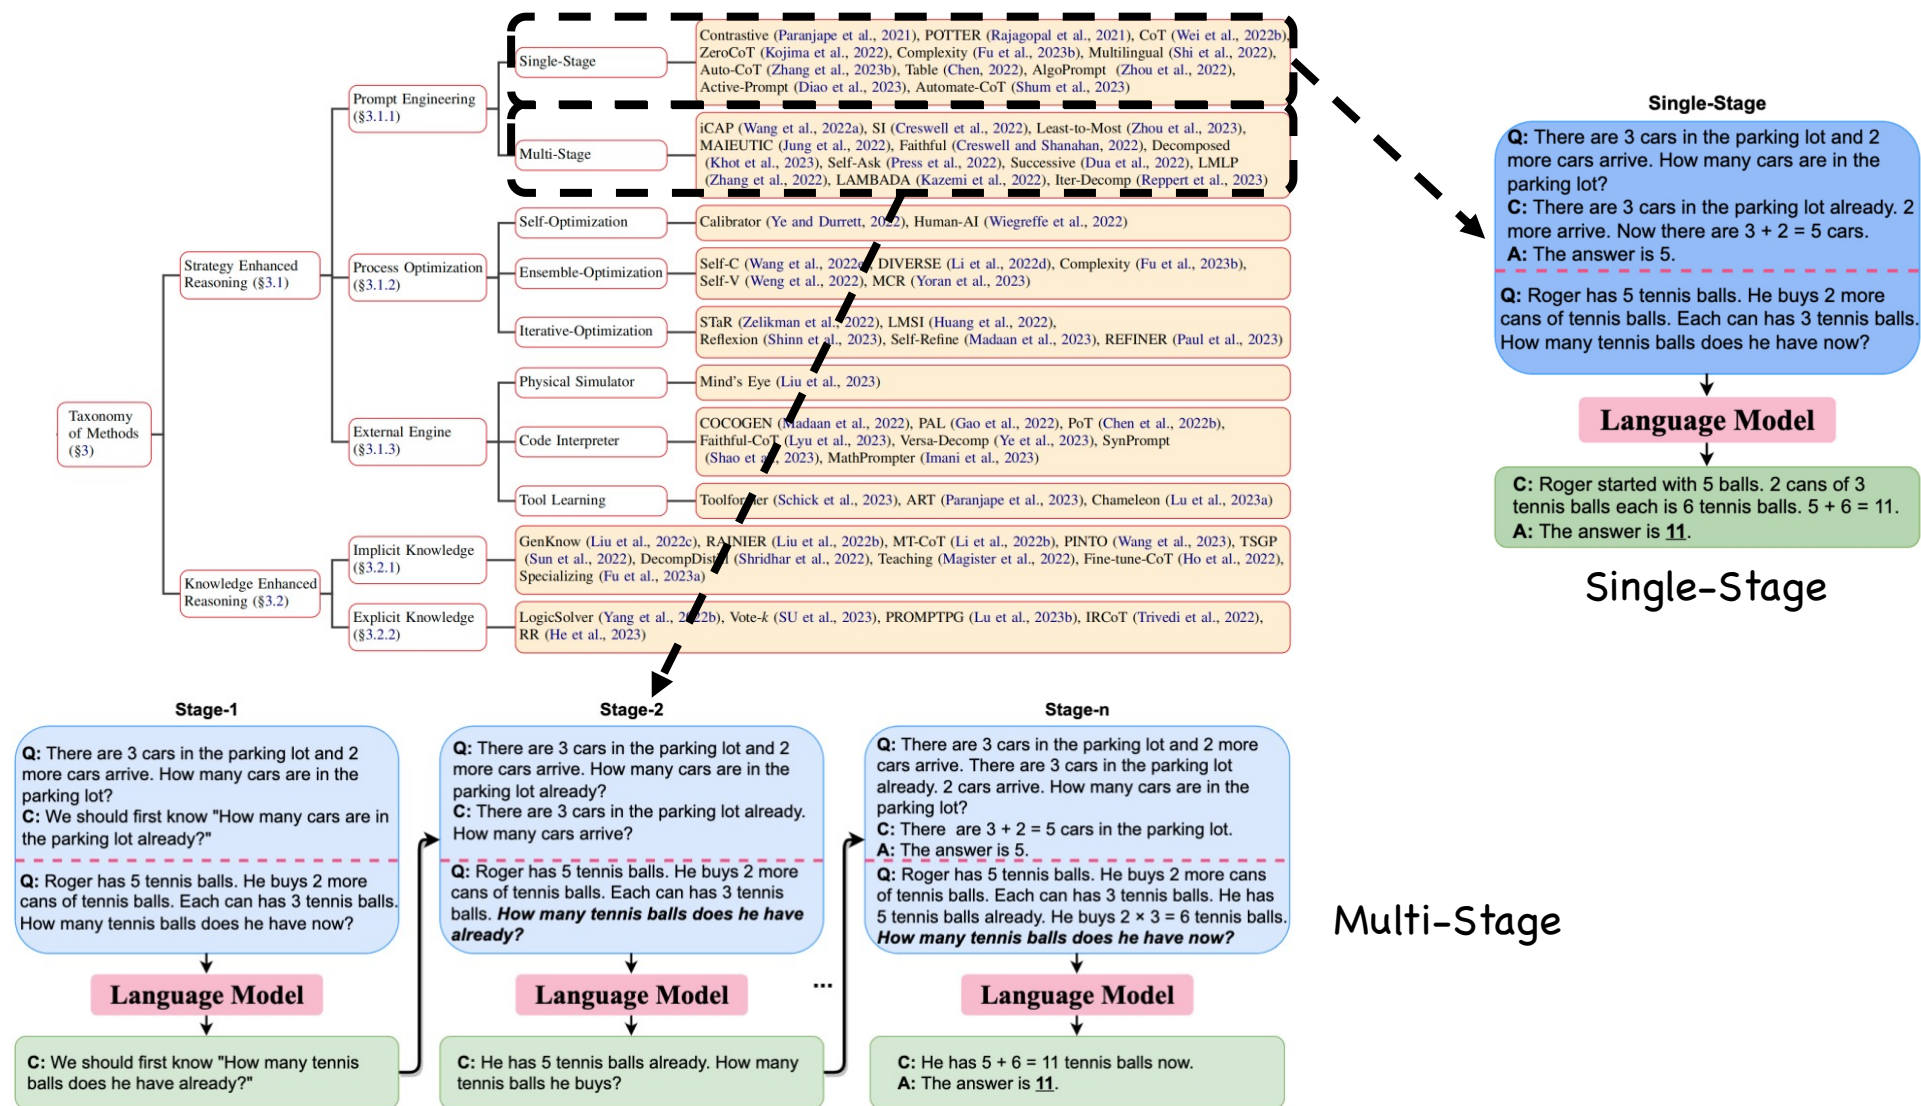 Taxonomy
of Methods
(§3)
Strategy Enhanced
Reasoning (§3.1)
Prompt Engineering
(§3.1.1)
Single-Stage
Contrastive (Paranjape et al., 2021), POTTER (Rajagopal et al., 2021), CoT (Wei et al., 2022b),
ZeroCoT (Kojima et al., 2022), Complexity (Fu et al., 2023b), Multilingual (Shi et al., 2022),
Auto-CoT (Zhang et al., 2023b), Table (Chen, 2022), AlgoPrompt (Zhou et al., 2022),
Active-Prompt (Diao et al., 2023), Automate-CoT (Shum et al., 2023)
Multi-Stage
iCAP (Wang et al., 2022a), SI (Creswell et al., 2022), Least-to-Most (Zhou et al., 2023),
MAIEUTIC (Jung et al., 2022), Faithful (Creswell and Shanahan, 2022), Decomposed
(Khot et al., 2023), Self-Ask (Press et al., 2022), Successive (Dua et al., 2022), LMLP
(Zhang et al., 2022), LAMBADA (Kazemi et al., 2022), Iter-Decomp (Reppert et al., 2023)
Process Optimization
(§3.1.2)
Self-Optimization
Calibrator (Ye and Durrett, 2022), Human-AI (Wiegreffe et al., 2022)
Ensemble-Optimization
Self-C (Wang et al., 2022e), DIVERSE (Li et al., 2022d), Complexity (Fu et al., 2023b),
Self-V (Weng et al., 2022), MCR (Yoran et al., 2023)
Iterative-Optimization
STaR (Zelikman et al., 2022), LMSI (Huang et al., 2022),
Reflexion (Shinn et al., 2023), Self-Refine (Madaan et al., 2023), REFINER (Paul et al., 2023)
External Engine
(§3.1.3)
Physical Simulator
Mind's Eye (Liu et al., 2023)
Code Interpreter
COCOGEN (Madaan et al., 2022), PAL (Gao et al., 2022), PoT (Chen et al., 2022b),
Faithful-CoT (Lyu et al., 2023), Versa-Decomp (Ye et al., 2023), SynPrompt
(Shao et al., 2023), MathPrompter (Imani et al., 2023)
Tool Learning
Toolformer (Schick et al., 2023), ART (Paranjape et al., 2023), Chameleon (Lu et al., 2023a)
Knowledge Enhanced
Reasoning (§3.2)
Implicit Knowledge
(§3.2.1)
GenKnow (Liu et al., 2022c), RAINIER (Liu et al., 2022b), MT-CoT (Li et al., 2022b), PINTO (Wang et al., 2023), TSGP
(Sun et al., 2022), DecompDistill (Shridhar et al., 2022), Teaching (Magister et al., 2022), Fine-tune-CoT (Ho et al., 2022),
Specializing (Fu et al., 2023a)
Explicit Knowledge
(§3.2.2)
LogicSolver (Yang et al., 2022b), Vote-k (SU et al., 2023), PROMPTPG (Lu et al., 2023b), IRCoT (Trivedi et al., 2022),
RR (He et al., 2023)
Single-Stage
Q: There are 3 cars in the parking lot and 2
more cars arrive. How many cars are in the
parking lot?
C: There are 3 cars in the parking lot already. 2
more arrive. Now there are 3 + 2 = 5 cars.
A: The answer is 5.
Q: Roger has 5 tennis balls. He buys 2 more
cans of tennis balls. Each can has 3 tennis balls.
How many tennis balls does he have now?
Language Model
C: Roger started with 5 balls. 2 cans of 3
tennis balls each is 6 tennis balls. 5 + 6 = 11.
A: The answer is 11.
Single-Stage
Stage-1
Q: There are 3 cars in the parking lot and 2
more cars arrive. How many cars are in the
parking lot?
C: We should first know "How many cars are in
the parking lot already?"
Q: Roger has 5 tennis balls. He buys 2 more
cans of tennis balls. Each can has 3 tennis balls.
How many tennis balls does he have now?
Language Model
C: We should first know "How many tennis
balls does he have already?"
Stage-2
Q: There are 3 cars in the parking lot and 2
more cars arrive. How many cars are in the
parking lot already?
C: There are 3 cars in the parking lot already.
How many cars arrive?
Q: Roger has 5 tennis balls. He buys 2 more
cans of tennis balls. Each can has 3 tennis
balls. How many tennis balls does he have
already?
Language Model
C: He has 5 tennis balls already. How many
tennis balls he buys?
...
Stage-n
Q: There are 3 cars in the parking lot and 2 more
cars arrive. There are 3 cars in the parking lot
already. 2 cars arrive. How many cars are in the
parking lot?
C: There are 3 + 2 = 5 cars in the parking lot.
A: The answer is 5.
Q: Roger has 5 tennis balls. He buys 2 more cans
of tennis balls. Each can has 3 tennis balls. He has
5 tennis balls already. He buys 2 × 3 = 6 tennis balls.
How many tennis balls does he have now?
Language Model
C: He has 5 + 6 = 11 tennis balls now.
A: The answer is 11.
Multi-Stage